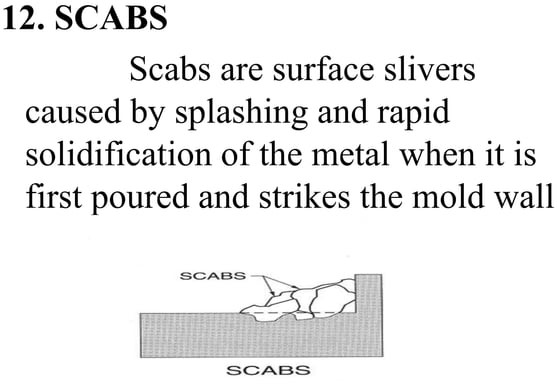 12. SCABS
Scabs are surface slivers
caused by splashing and rapid
solidification of the metal when it is
first poured and strikes the mold wall
SCABS
SCABS